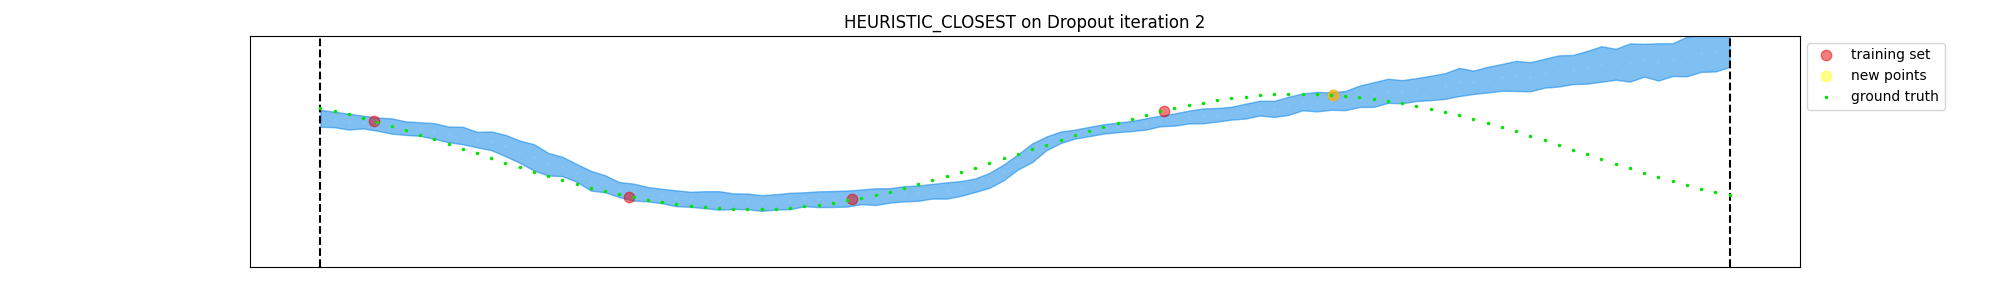 HEURISTIC_CLOSEST on Dropout iteration 2
training set
new points
ground truth